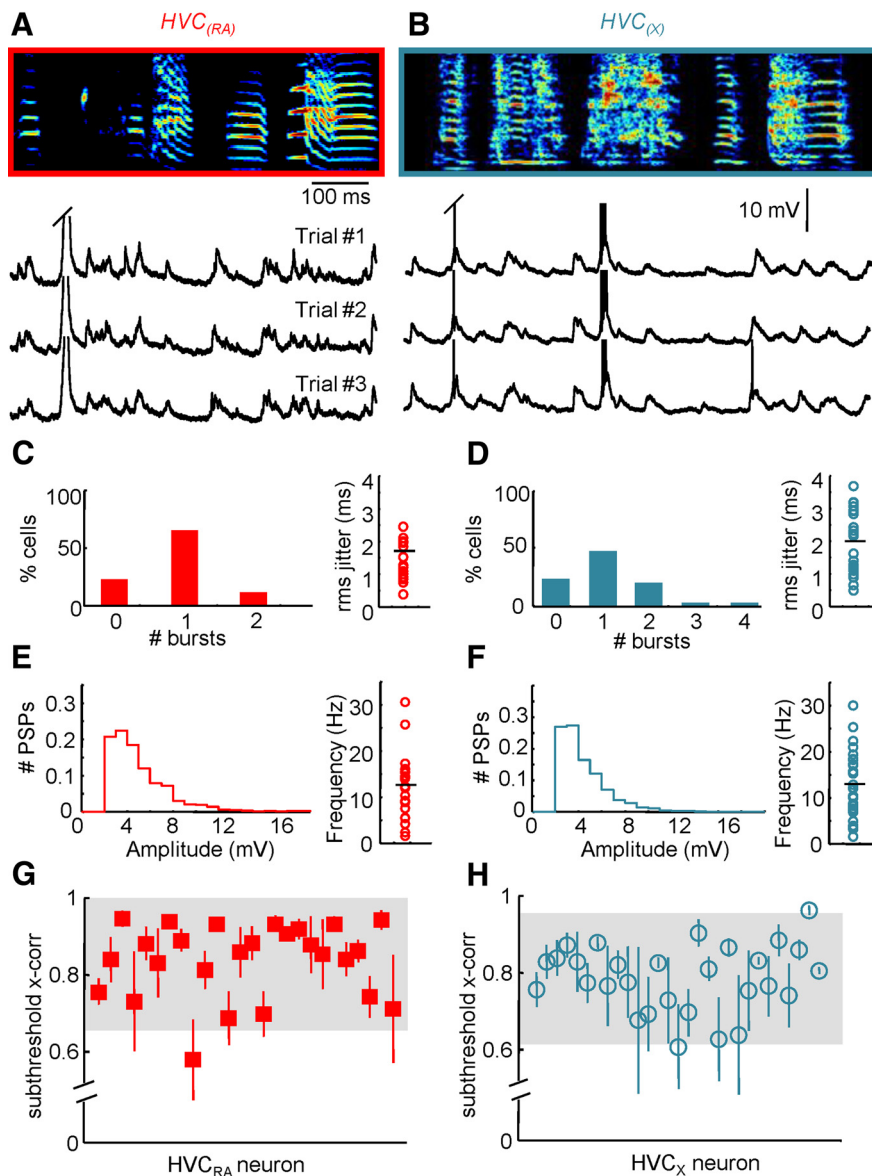 A
HVC(RA)
B
HVC(X)
100 ms
10 mV
Trial #1
Trial #2
Trial #3
C
100
50
0
% cells
0 1 2
# bursts
4
3
2
1
0
rms jitter (ms)
D
100
50
0
% cells
0 1 2 3 4
# bursts
4
3
2
1
0
rms jitter (ms)
E
0.3
0.2
0.1
0
# PSPs
4 8 12 16
Amplitude (mV)
30
20
10
0
Frequency (Hz)
F
0.3
0.2
0.1
0
# PSPs
0 4 8 12 16
Amplitude (mV)
30
20
10
0
Frequency (Hz)
G
1
0.8
0.6
0
subthreshold x-corr
HVCRA neuron
H
1
0.8
0.6
0
subthreshold x-corr
HVCX neuron